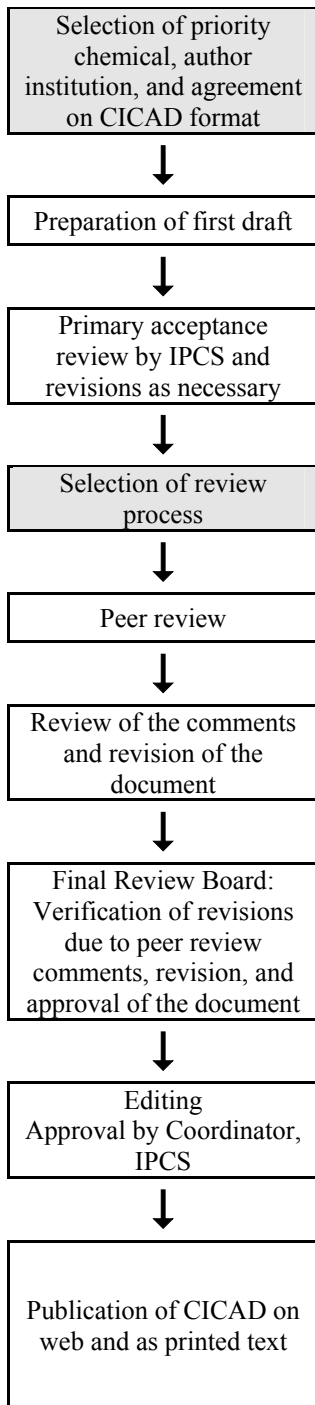 Selection of priority
chemical, author
institution, and agreement
on CICAD format
Preparation of first draft
Primary acceptance
review by IPCS and
revisions as necessary
Selection of review
process
Peer review
Review of the comments
and revision of the
document
Final Review Board:
Verification of revisions
due to peer review
comments, revision, and
approval of the document
Editing
Approval by Coordinator,
IPCS
Publication of CICAD on
web and as printed text